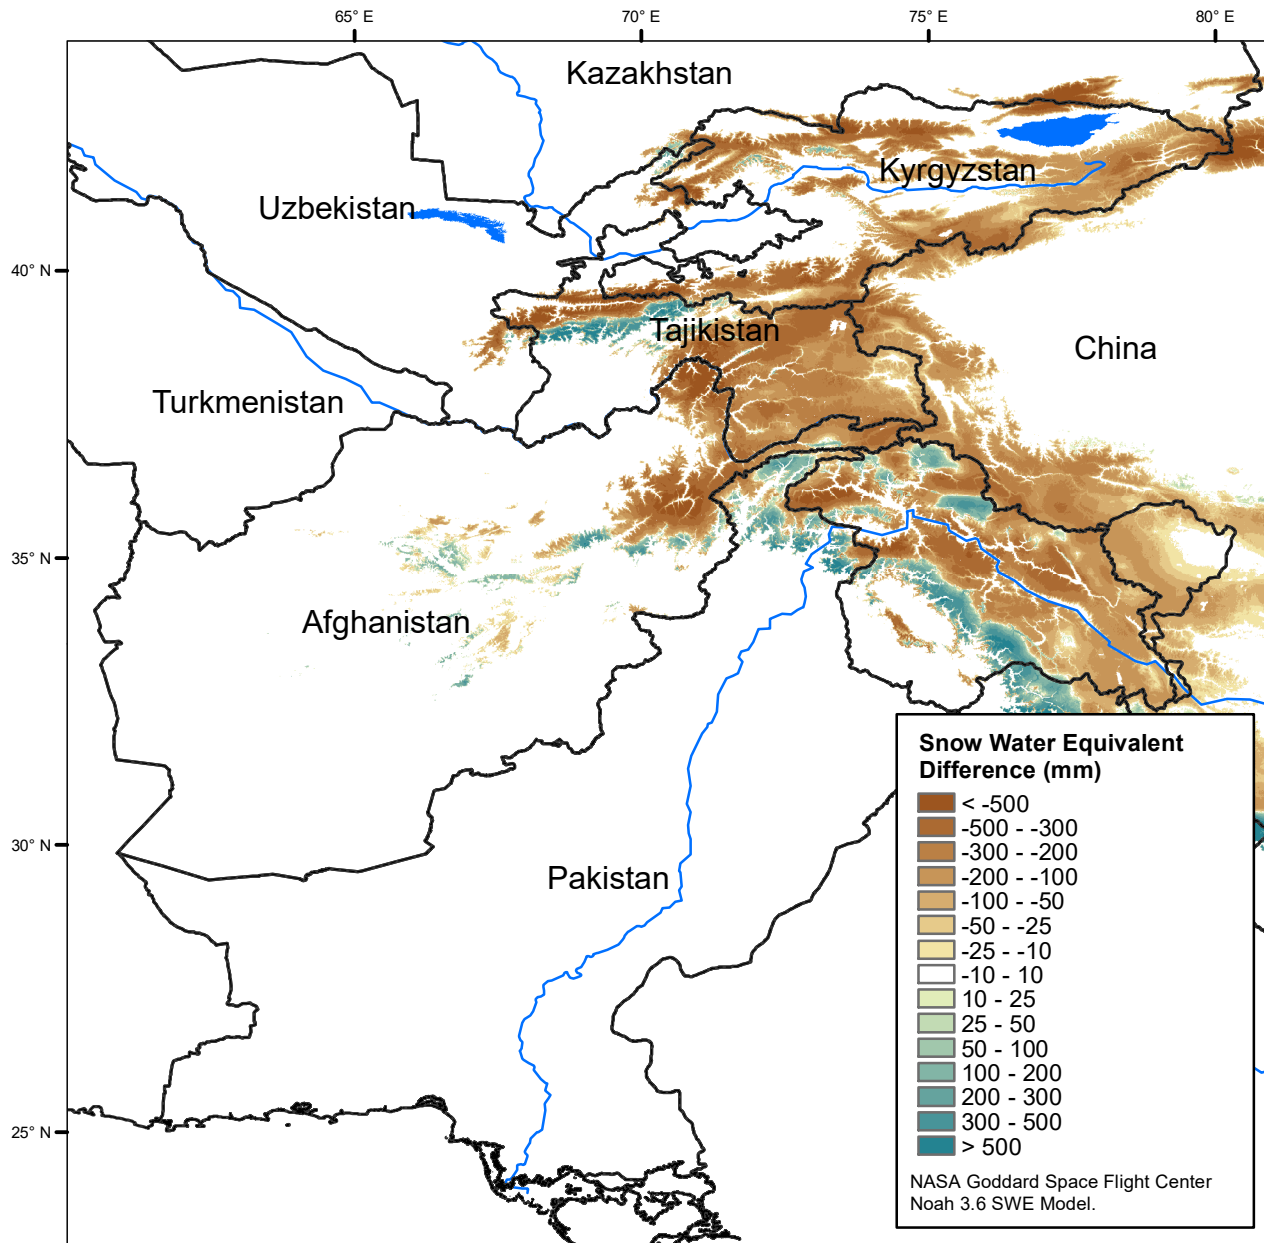 65° E
70° E
75° E
80° E
Kazakhstan
Kyrgyzstan
Uzbekistan
40° N
Tajikistan
China
Turkmenistan
35° N
Afghanistan
Snow Water Equivalent
Difference (mm)
< -500
-500 - -300
-300 - -200
-200 - -100
-100 - -50
-50 - -25
-25 - -10
-10 - 10
10 - 25
25 - 50
50 - 100
100 - 200
200 - 300
300 - 500
> 500
NASA Goddard Space Flight Center
Noah 3.6 SWE Model.
30° N
Pakistan
25° N